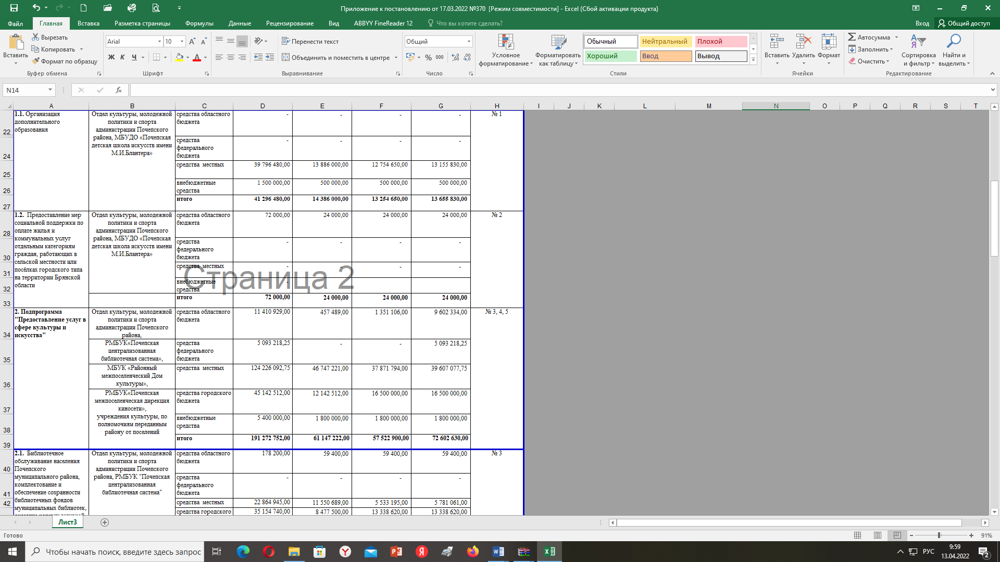 Приложение к постановлению от 17.03.2022 №370 [Режим совместимости] - Excel (Сбой активации продукта)
Файл Главная Вставка Разметка страницы Формулы Данные Рецензирование Вид ABBYY FineReader 12 Что вы хотите сделать? Вход Общий доступ
Вставить
Вырезать
Копировать
Формат по образцу
Буфер обмена
Arial 10
Ж К Ч
Шрифт
Перенести текст
Объединить и поместить в центре
Выравнивание
Общий
% 000
Число
Условное форматирование
Форматировать как таблицу
Обычный Нейтральный Плохой
Хороший Ввод Вывод
Стили
Вставить Удалить Формат
Ячейки
Автосумма
Заполнить
Очистить
Сортировка и фильтр
Найти и выделить
Редактирование
N14
fx
A B C D E F G H I J K L M N O P Q R S T
22 24 25 26 27
1.1. Организация
дополнительного
образования
Отдел культуры, молодежной
политики и спорта
администрации Почепского
района, МБУДО «Почепская
детская школа искусств имени
М.И.Блантера»
средства областного бюджета - - - - № 1
средства федерального бюджета - - - -
средства местных 39 796 480,00 13 886 000,00 12 754 650,00 13 155 830,00
внебюджетные средства 1 500 000,00 500 000,00 500 000,00 500 000,00
итого 41 296 480,00 14 386 000,00 13 254 650,00 13 655 830,00
28 30 31 32 33
1.2. Предоставление мер
социальной поддержки по
оплате жилья и
коммунальных услуг
отдельным категориям
граждан, работающих в
сельской местности или
посёлках городского типа
на территории Брянской
области
Отдел культуры, молодежной
политики и спорта
администрации Почепского
района, МБУДО «Почепская
детская школа искусств имени
М.И.Блантера»
средства областного бюджета 72 000,00 24 000,00 24 000,00 24 000,00 № 2
средства федерального бюджета - - - -
средства местных - - - -
внебюджетные средства -
итого 72 000,00 24 000,00 24 000,00 24 000,00
Страница 2
34 35 36 37 38 39
2. Подпрограмма
"Предоставление услуг в
сфере культуры и
искусства"
Отдел культуры, молодежной
политики и спорта
администрации Почепского
района,
РМБУК«Почепская
централизованная
библиотечная система»,
МБУК «Районный
межпоселенческий Дом
культуры»,
РМБУК«Почепская
межпоселенческая дирекция
киносети»,
учреждения культуры, по
полномочиям переданным
району от поселений
средства областного бюджета 11 410 929,00 457 489,00 1 351 106,00 9 602 334,00 № 3, 4, 5
средства федерального бюджета 5 093 218,25 - - 5 093 218,25
средства местных 124 226 092,75 46 747 221,00 37 871 794,00 39 607 077,75
средства городского бюджета 45 142 512,00 12 142 512,00 16 500 000,00 16 500 000,00
внебюджетные средства 5 400 000,00 1 800 000,00 1 800 000,00 1 800 000,00
итого 191 272 752,00 61 147 222,00 57 522 900,00 72 602 630,00
40 41 42
2.1. Библиотечное
обслуживание населения
Почепского
муниципального района,
комплектование и
обеспечение сохранности
библиотечных фондов
муниципальных библиотек,
Отдел культуры, молодежной
политики и спорта
администрации Почепского
района, РМБУК "Почепская
централизованная
библиотечная система"
средства областного бюджета 178 200,00 59 400,00 59 400,00 59 400,00 № 3
средства федерального бюджета - - - -
средства местных 22 864 945,00 11 550 689,00 5 533 195,00 5 781 061,00
средства городского 35 154 740,00 8 477 500,00 13 338 620,00 13 338 620,00
Лист3
Готово 91%
Чтобы начать поиск, введите здесь запрос
РУС 9:59
13.04.2022
2